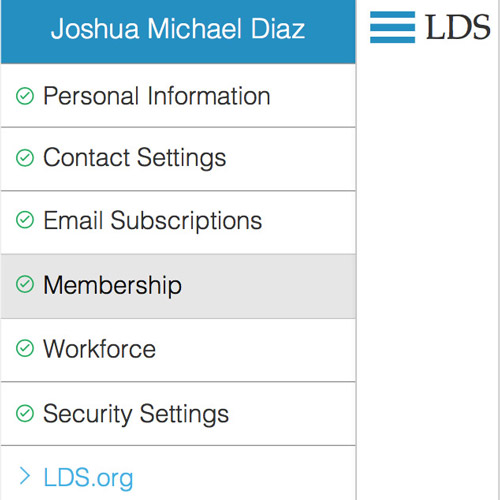 Joshua Michael Diaz
LDS
Personal Information
Contact Settings
Email Subscriptions
Membership
Workforce
Security Settings
LDS.org